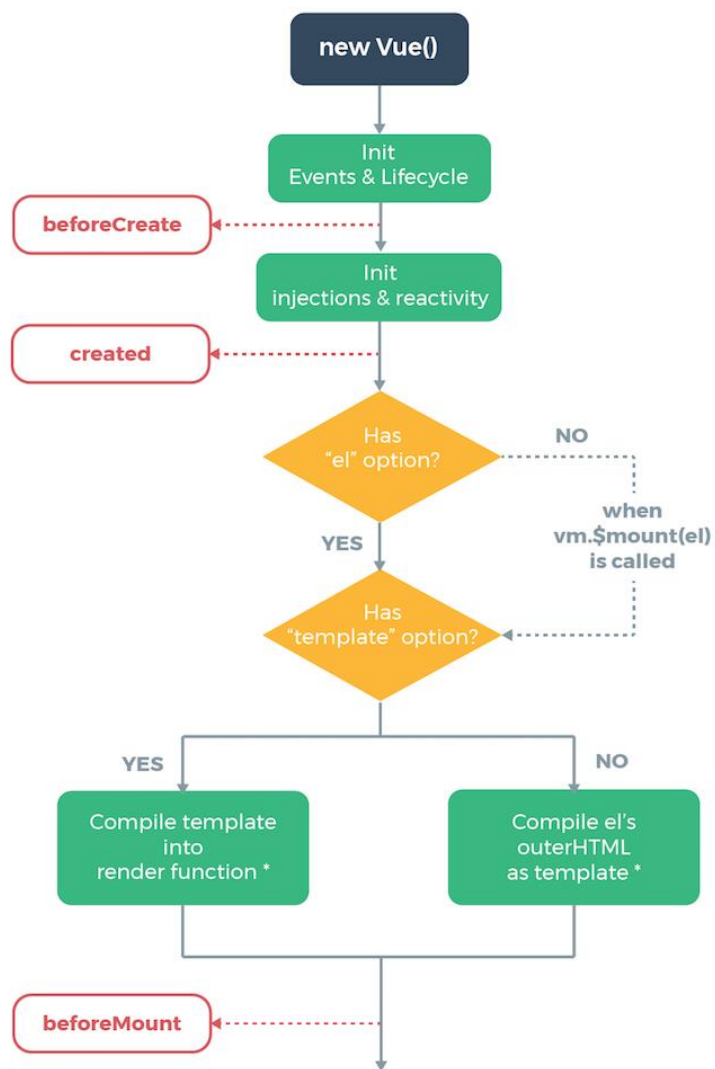 new Vue()
Init
Events & Lifecycle
beforeCreate
Init
injections & reactivity
created
Has
“el” option?
NO
when
vm.$mount(el)
is called
YES
Has
“template” option?
YES
NO
Compile template
into
render function *
Compile el’s
outerHTML
as template *
beforeMount